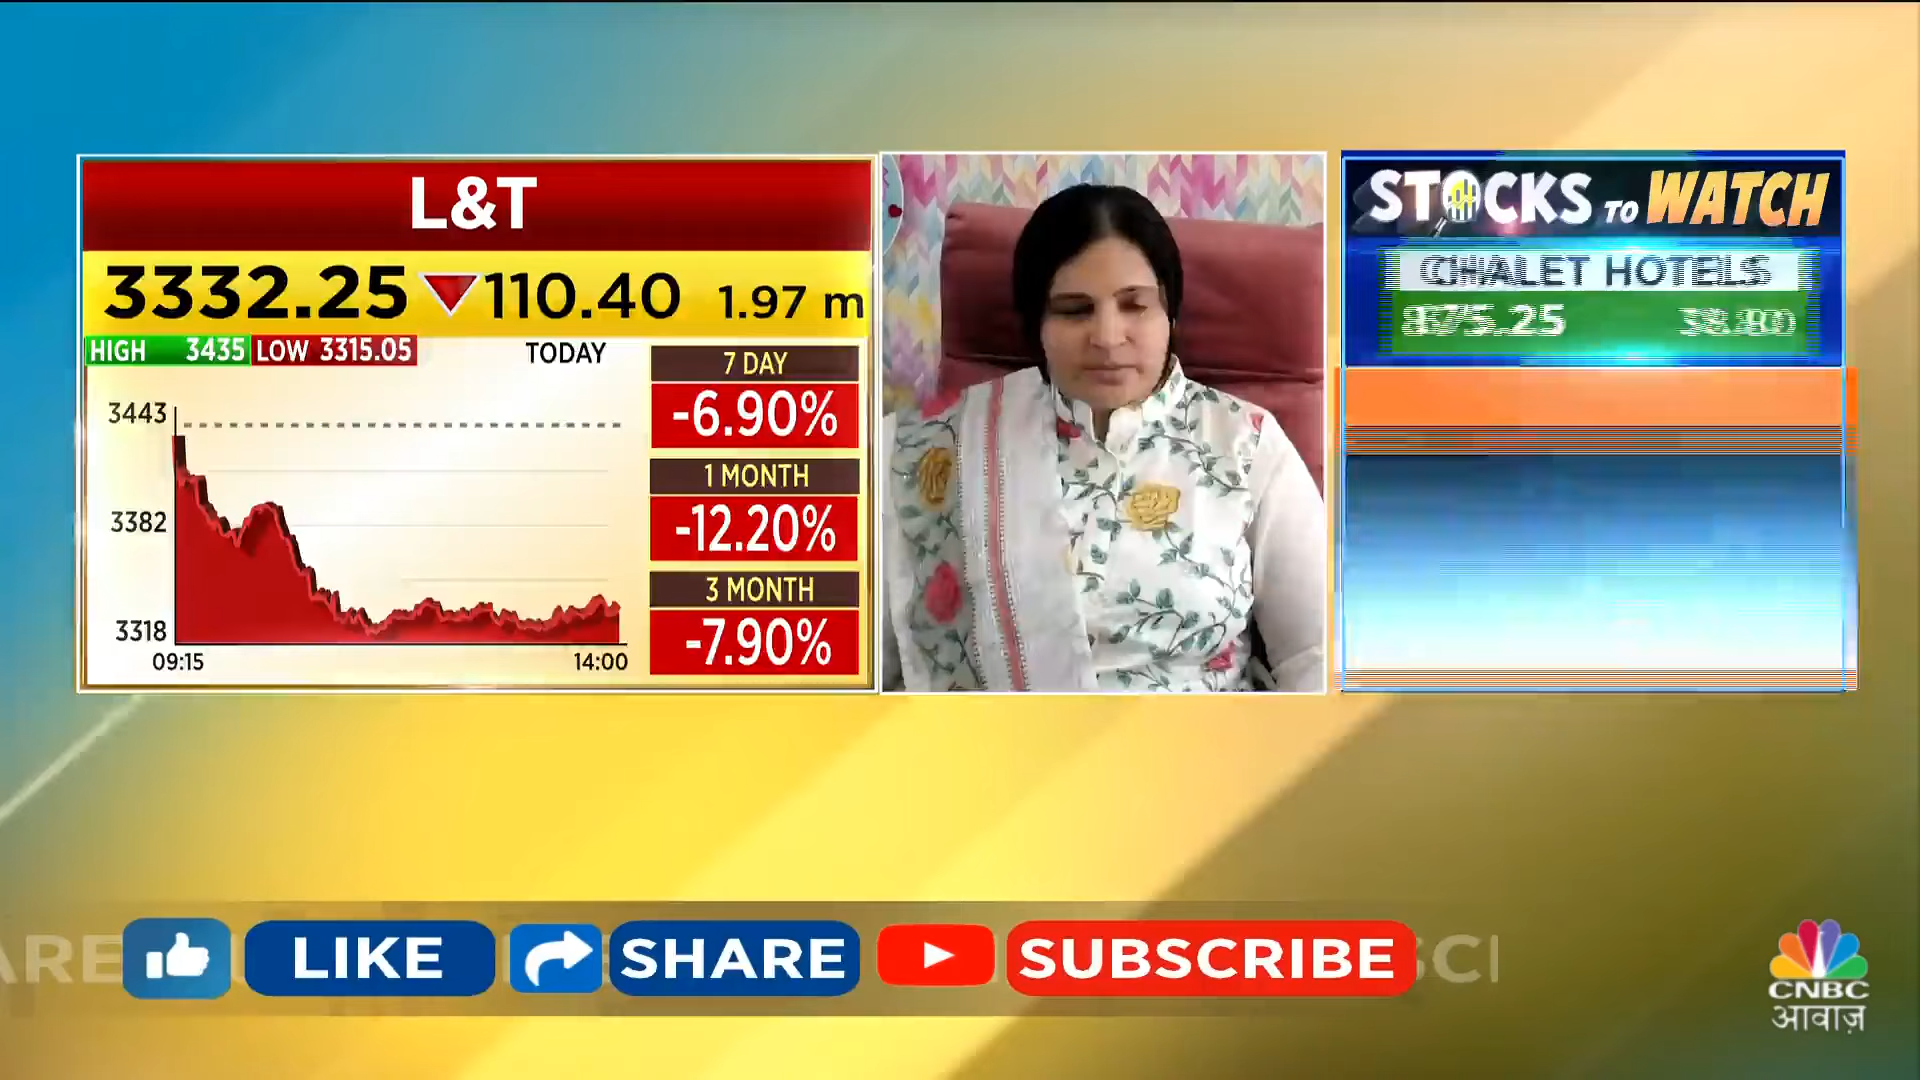 L&T
3332.25 ▼110.40 1.97 m
HIGH 3435 LOW 3315.05 TODAY
3443
3382
3318
09:15 14:00
7 DAY
-6.90%
1 MONTH
-12.20%
3 MONTH
-7.90%
STOCKS TO WATCH
CHALET HOTELS
LIKE SHARE SUBSCRIBE
CNBC
आवाज़